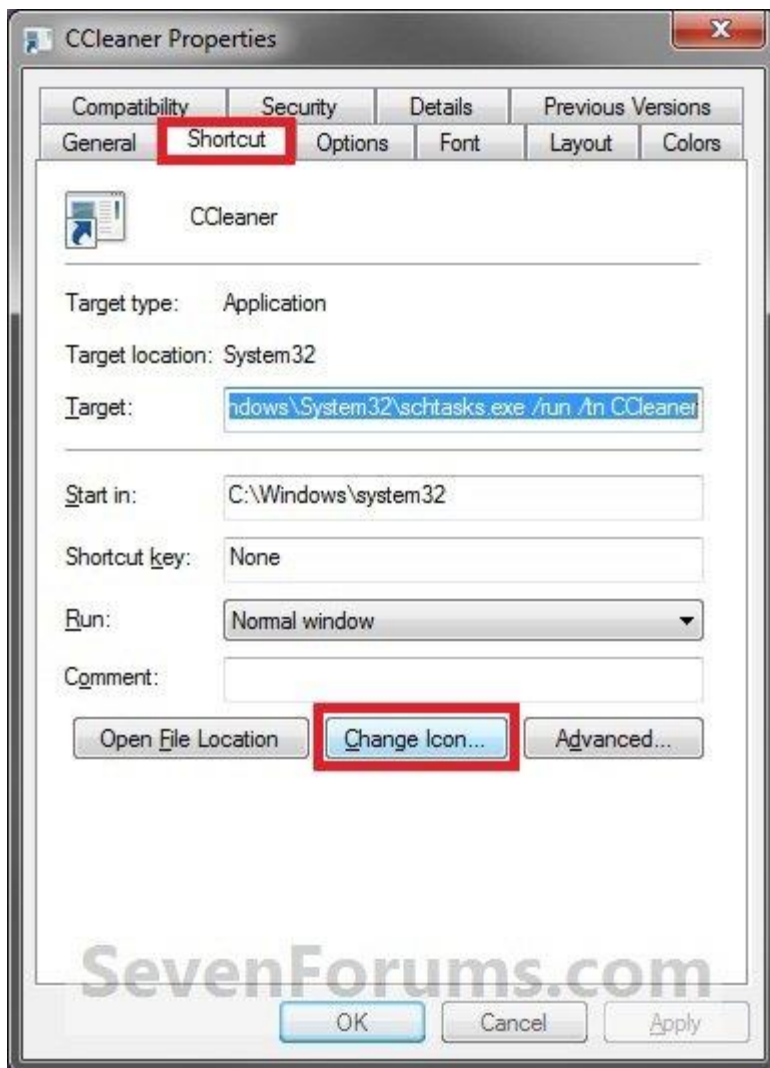 CCleaner Properties
x
Compatibility Security Details Previous Versions
General Shortcut Options Font Layout Colors
CCleaner
Target type: Application
Target location: System32
Target: ndows\System32\schtasks.exe /run /tn CCleaner
Start in: C:\Windows\system32
Shortcut key: None
Run: Normal window
Comment:
Open File Location Change Icon... Advanced...
SevenForums.com
OK Cancel Apply